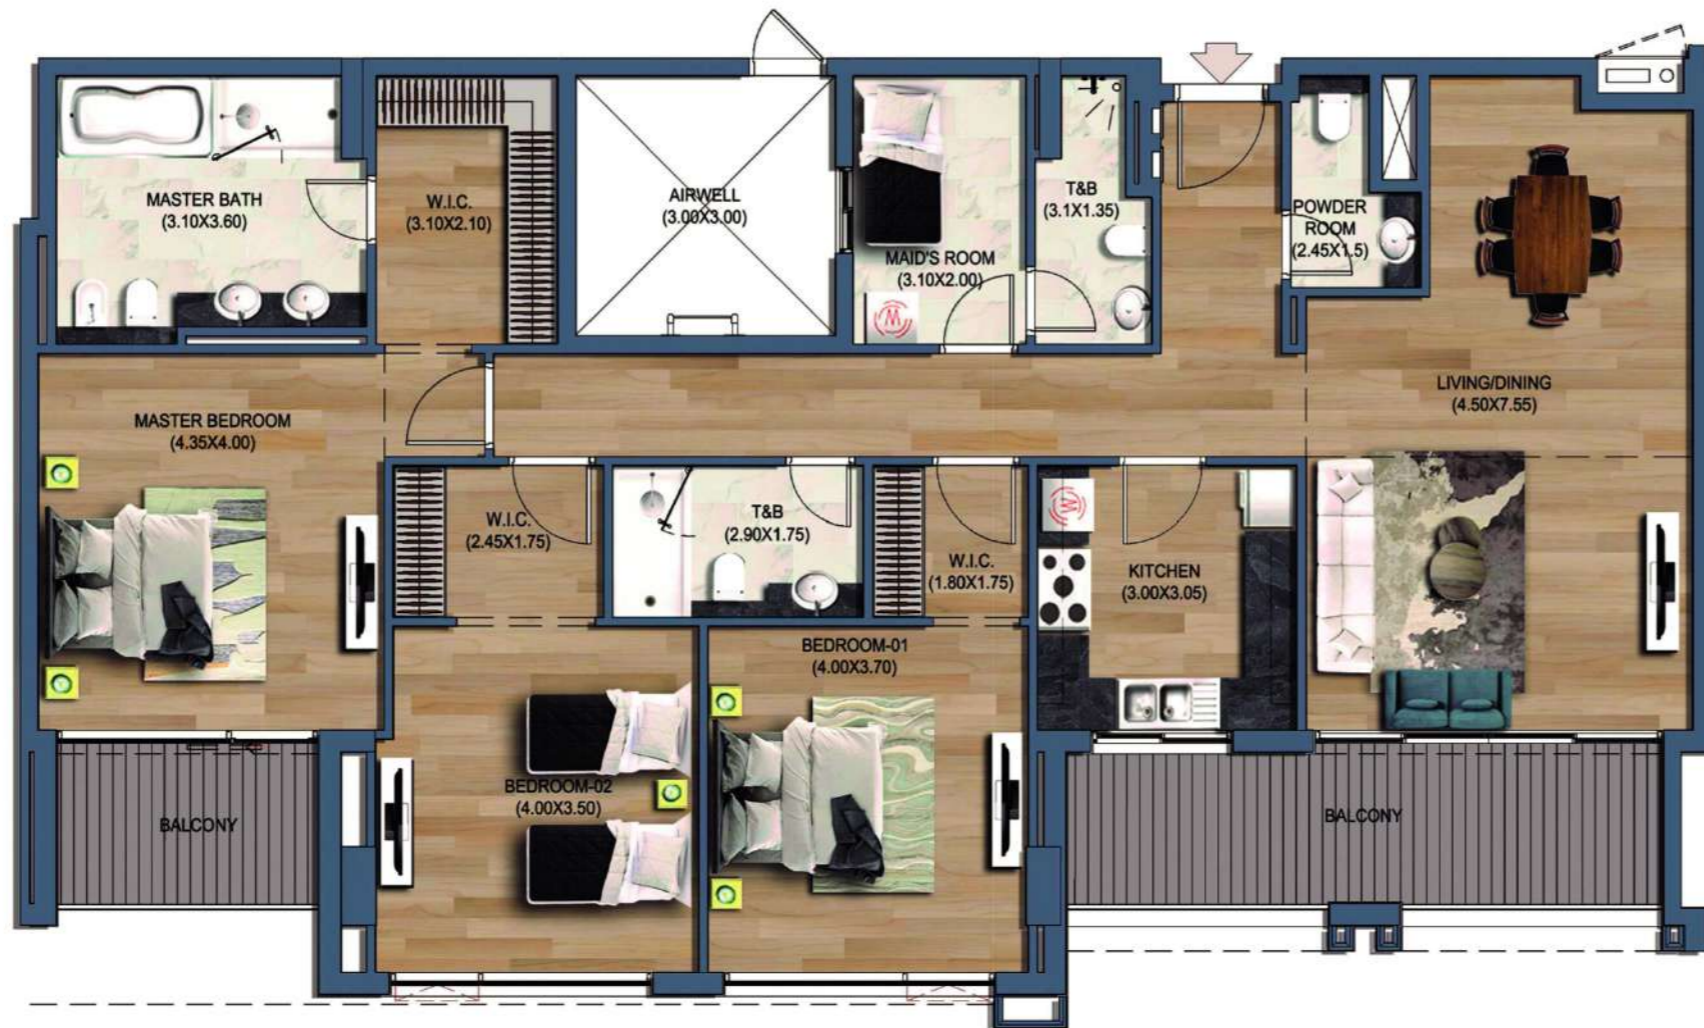 MASTER BATH
(3.10X3.60)
W.I.C.
(3.10X2.10)
AIRWELL
(3.00X3.00)
MAID'S ROOM
(3.10X2.00)
T&B
(3.1X1.35)
POWDER
ROOM
(2.45X1.5)
LIVING/DINING
(4.50X7.55)
MASTER BEDROOM
(4.35X4.00)
W.I.C.
(2.45X1.75)
T&B
(2.90X1.75)
W.I.C.
(1.80X1.75)
KITCHEN
(3.00X3.05)
BEDROOM-01
(4.00X3.70)
BEDROOM-02
(4.00X3.50)
BALCONY
BALCONY
W
W